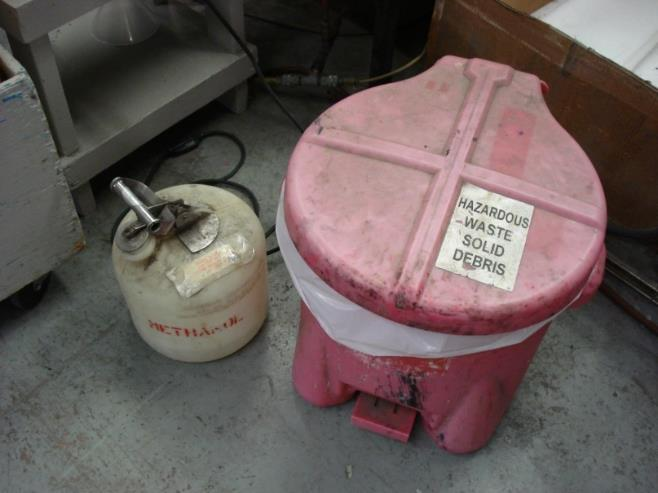 METHANOL
HAZARDOUS
WASTE
SOLID
DEBRIS